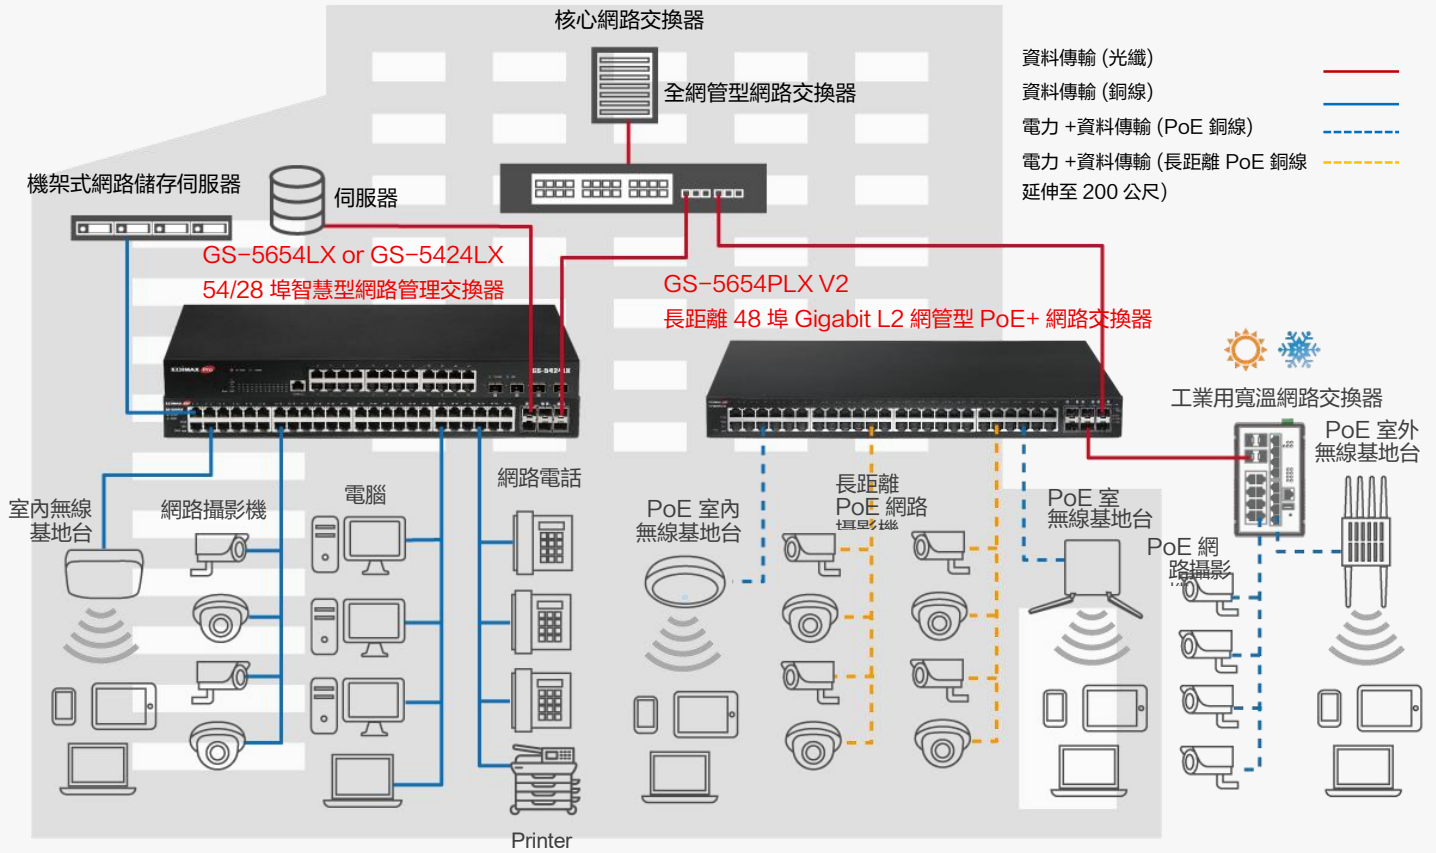 核心網路交換器
全網管型網路交換器
資料傳輸 (光纖)
資料傳輸 (銅線)
電力 +資料傳輸 (PoE 銅線)
電力 +資料傳輸 (長距離 PoE 銅線
延伸至 200 公尺)
機架式網路儲存伺服器
伺服器
GS-5654LX or GS-5424LX
54/28 埠智慧型網路管理交換器
GS-5654PLX V2
長距離 48 埠 Gigabit L2 網管型 PoE+ 網路交換器
EDIMAX Pro
GS-5424LX
工業用寬溫網路交換器
PoE 室外
無線基地台
室內無線
基地台
網路攝影機
電腦
網路電話
PoE 室內
無線基地台
長距離
PoE 網路
攝影機
PoE 室
無線基地台
PoE 網
路攝影
Printer